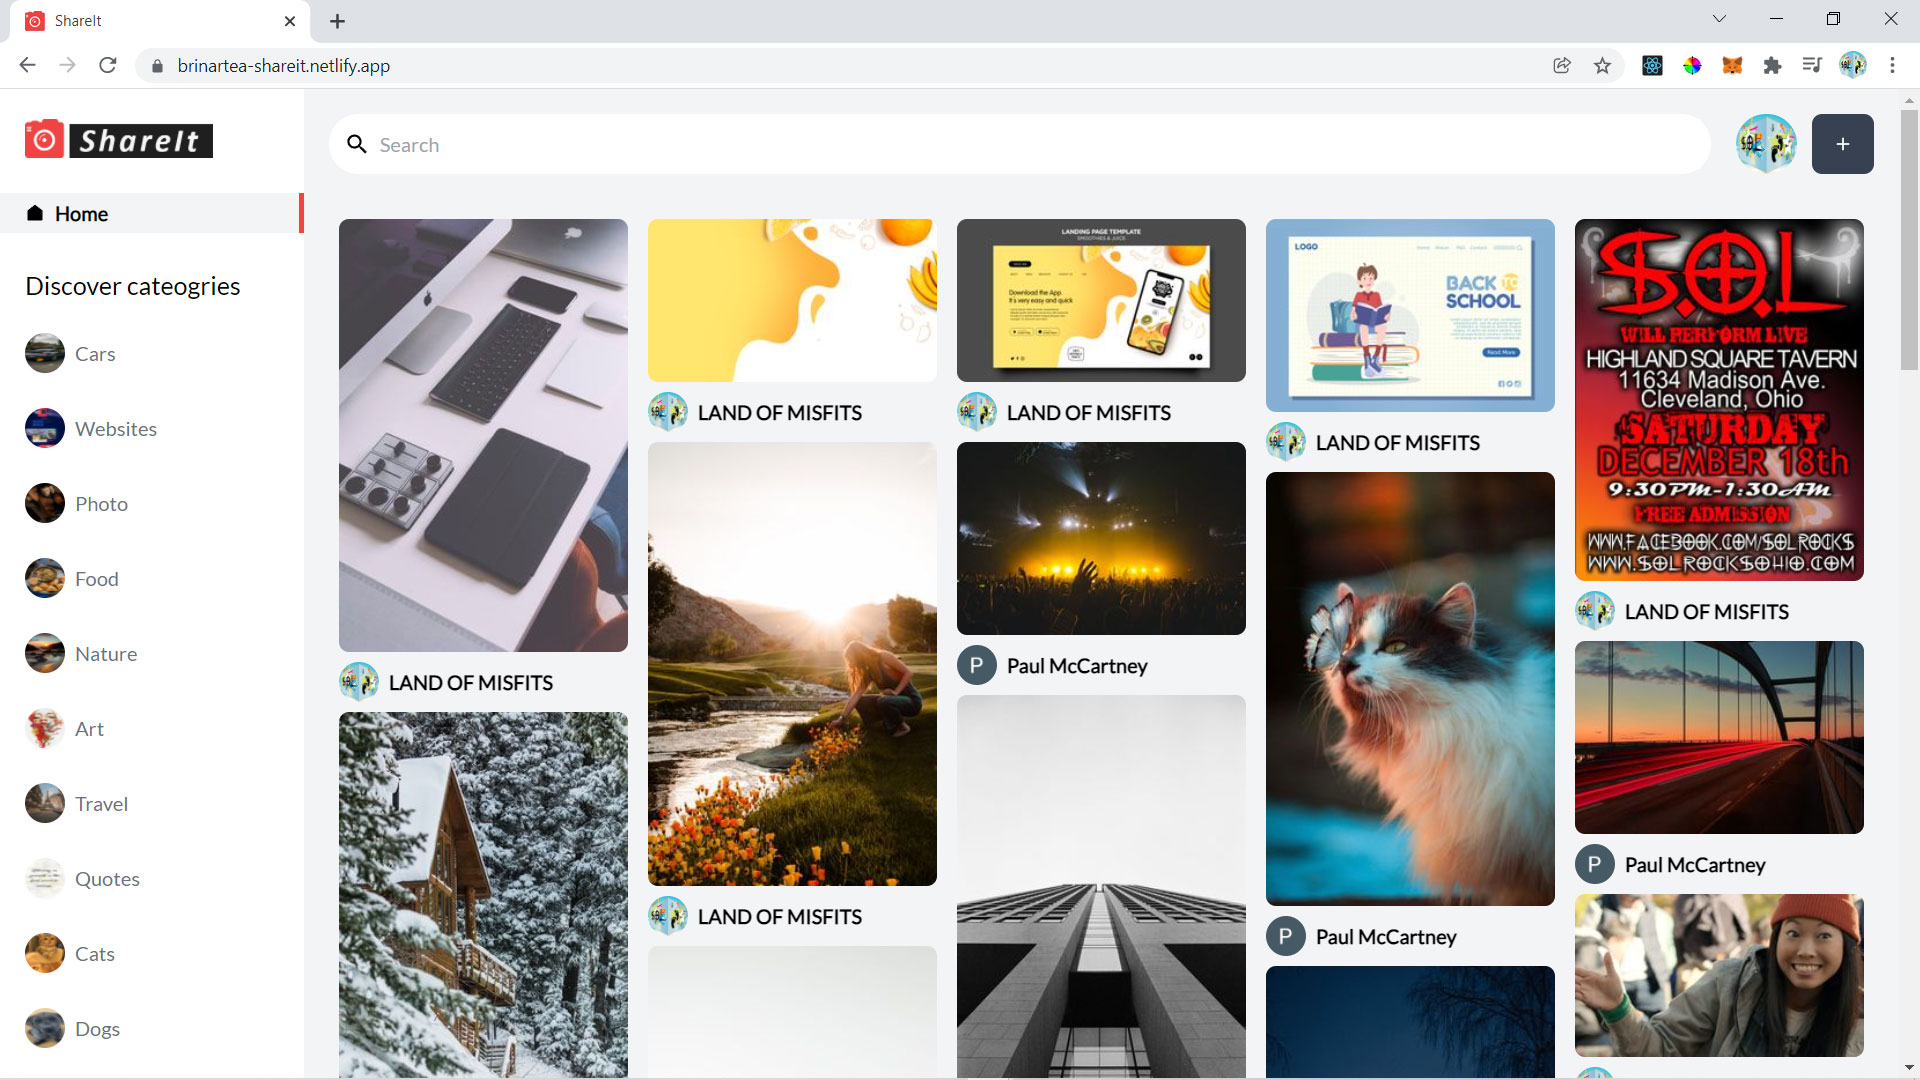 ShareIt
brinartea-shareit.netlify.app
ShareIt
Search
Home
Discover cateogries
Cars
Websites
Photo
Food
Nature
Art
Travel
Quotes
Cats
Dogs
LAND OF MISFITS
LAND OF MISFITS
LAND OF MISFITS
LANDING PAGE TEMPLATE
SMOOTHIES & JUICE
Download the App
It's very easy and quick
LAND OF MISFITS
Paul McCartney
LOGO
Home
BACK TO
SCHOOL
Read More
LAND OF MISFITS
Paul McCartney
S.O.L
WILL PERFORM LIVE
HIGHLAND SQUARE TAVERN
11634 Madison Ave.
Cleveland, Ohio
SATURDAY
DECEMBER 18th
9:30PM-1:30AM
FREE ADMISSION
WWW.FACEBOOK.COM/SOLROCKS
WWW.SOLROCKSOHIO.COM
LAND OF MISFITS
P
Paul McCartney